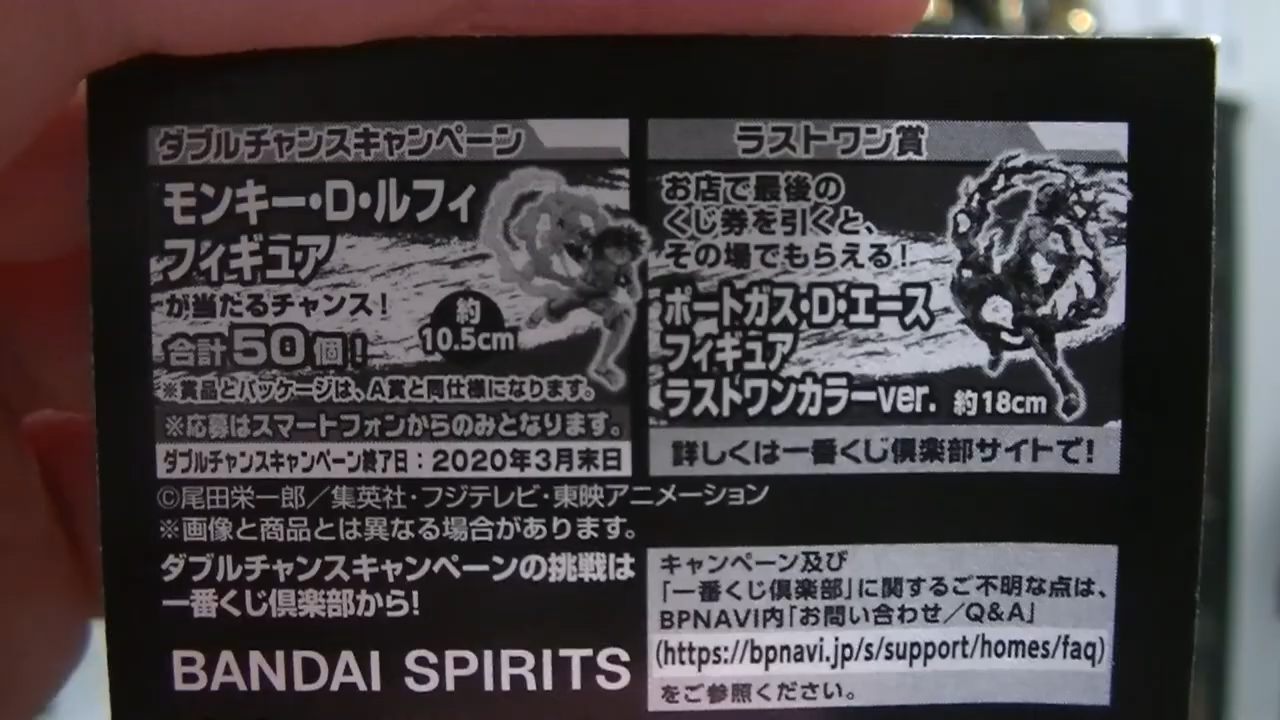 ダブルチャンスキャンペーン
モンキー・D・ルフィ
フィギュア
が当たるチャンス!
合計50個!
約
10.5cm
※賞品とパッケージは、A賞と同仕様になります。
※応募はスマートフォンからのみとなります。
ダブルチャンスキャンペーン終了日：2020年3月末日
ラストワン賞
お店で最後の
くじ券を引くと、
その場でもらえる!
ポートガス・D・エース
フィギュア
ラストワンカラーver. 約18cm
詳しくは一番くじ倶楽部サイトで!
©尾田栄一郎／集英社・フジテレビ・東映アニメーション
※画像と商品とは異なる場合があります。
ダブルチャンスキャンペーンの挑戦は
一番くじ倶楽部から!
BANDAI SPIRITS
キャンペーン及び
「一番くじ倶楽部」に関するご不明な点は、
BPNAVI内「お問い合わせ／Q&A」
(https://bpnavi.jp/s/support/homes/faq)
をご参照ください。